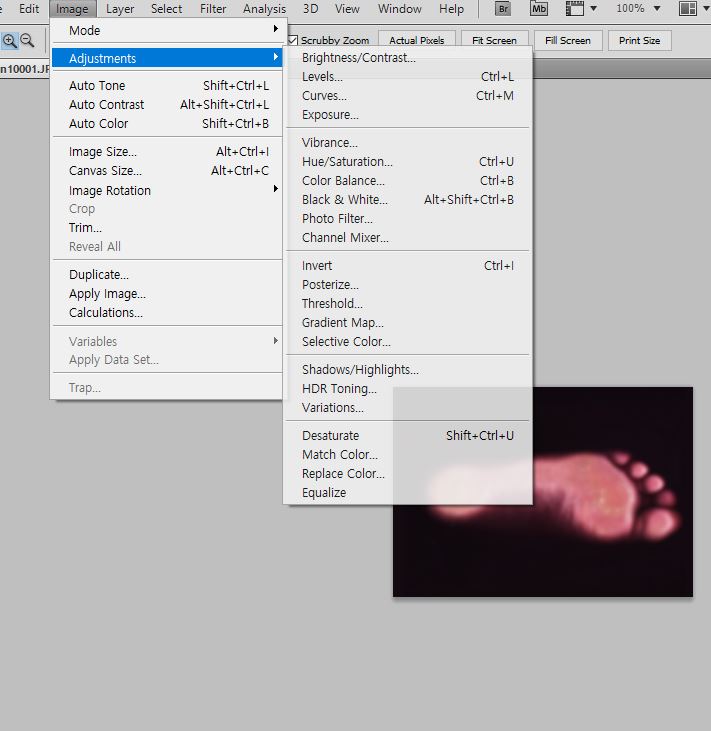 Edit Image Layer Select Filter Analysis 3D View Window Help Br Mb 100%
Scrubby Zoom Actual Pixels Fit Screen Fill Screen Print Size
n10001.JP
Mode
Adjustments
Auto Tone Shift+Ctrl+L
Auto Contrast Alt+Shift+Ctrl+L
Auto Color Shift+Ctrl+B
Image Size... Alt+Ctrl+I
Canvas Size... Alt+Ctrl+C
Image Rotation
Crop
Trim...
Reveal All
Duplicate...
Apply Image...
Calculations...
Variables
Apply Data Set...
Trap...
Brightness/Contrast...
Levels... Ctrl+L
Curves... Ctrl+M
Exposure...
Vibrance...
Hue/Saturation... Ctrl+U
Color Balance... Ctrl+B
Black & White... Alt+Shift+Ctrl+B
Photo Filter...
Channel Mixer...
Invert Ctrl+I
Posterize...
Threshold...
Gradient Map...
Selective Color...
Shadows/Highlights...
HDR Toning...
Variations...
Desaturate Shift+Ctrl+U
Match Color...
Replace Color...
Equalize